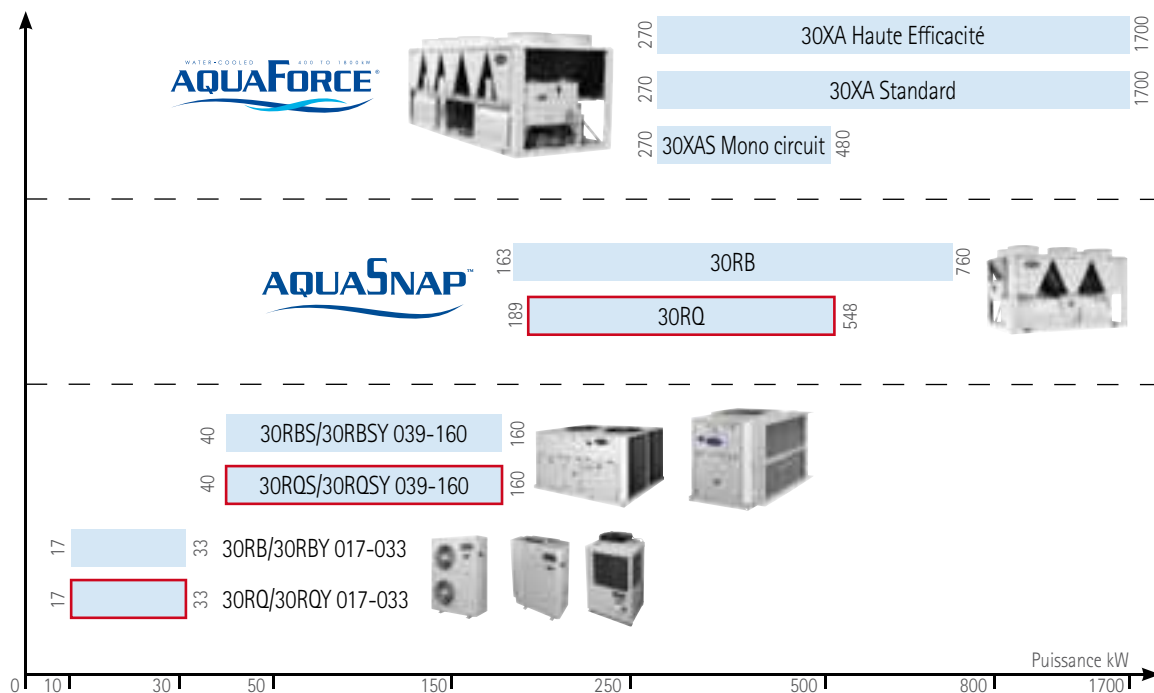 WATER-COOLED 400 TO 1800kW
AQUAFORCE®
270 30XA Haute Efficacité 1700
270 30XA Standard 1700
270 30XAS Mono circuit 480
AQUASNAP™
163 30RB 760
189 30RQ 548
40 30RBS/30RBSY 039-160 160
40 30RQS/30RQSY 039-160 160
17 33 30RB/30RBY 017-033
17 33 30RQ/30RQY 017-033
Puissance kW
0 10 30 50 150 250 500 800 1700